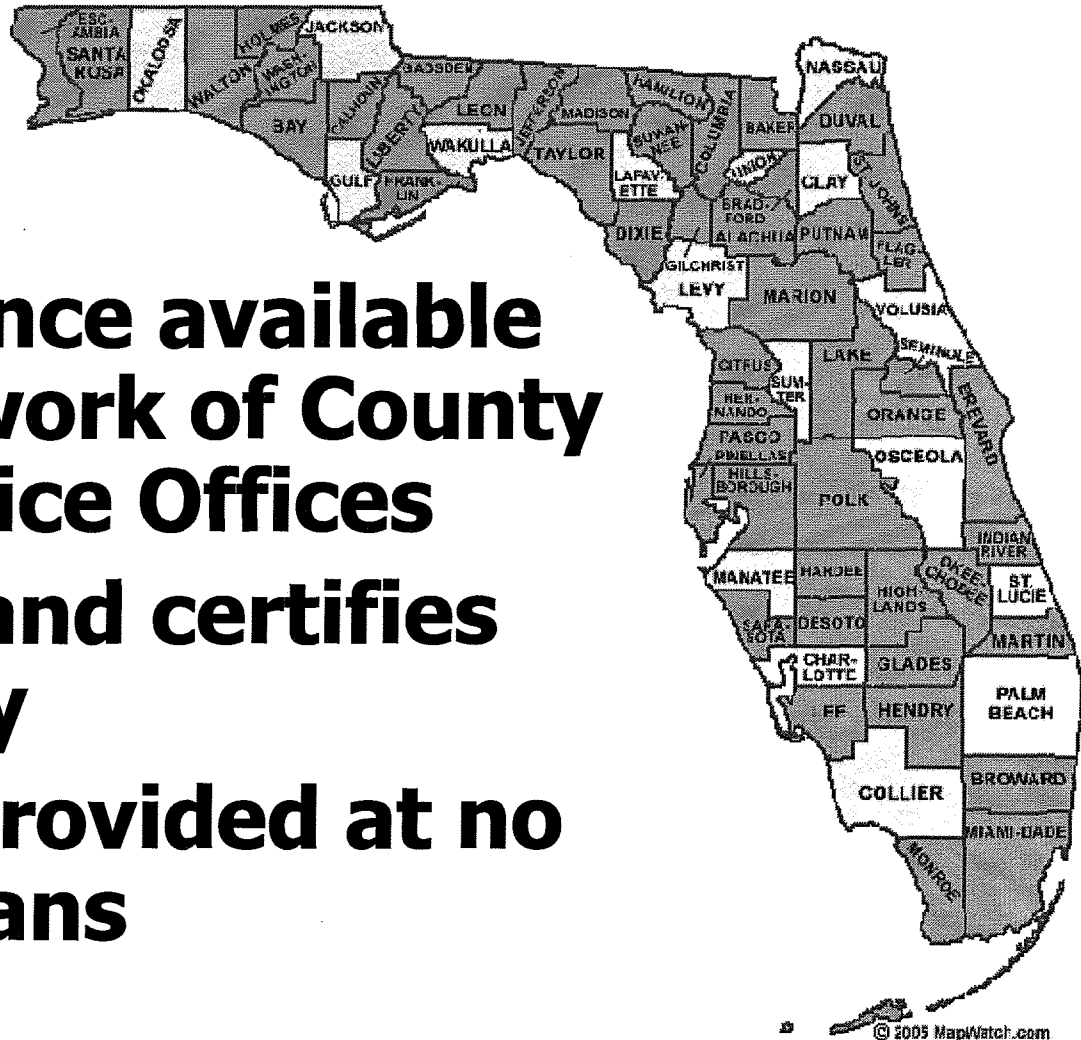 ESC-
AMBIA
SANTA
ROSA
OKALOOSA
WALTON
HOLMES
WASH-
INGTON
JACKSON
BAY
CALHOUN
GULF
LIBERTY
GADSDEN
FRANK-
LIN
LEON
WAKULLA
JEFFERSON
MADISON
TAYLOR
HAMILTON
SUWAN-
NEE
LAFAY-
ETTE
DIXIE
COLUMBIA
BAKER
NASSAU
DUVAL
UNION
BRAD-
FORD
CLAY
ST JOHNS
ALACHUA
PUTNAM
FLAG-
LER
GILCHRIST
LEVY
MARION
VOLUSIA
CITRUS
SUM-
TER
LAKE
SEMINOLE
HER-
NANDO
ORANGE
BREVARD
PASCO
PINELLAS
HILLS-
BOROUGH
POLK
OSCEOLA
INDIAN
RIVER
MANATEE
HARDEE
HIGH-
LANDS
OKEE-
CHOBEE
ST.
LUCIE
SARA-
SOTA
DESOTO
MARTIN
CHAR-
LOTTE
GLADES
LEE
HENDRY
PALM
BEACH
COLLIER
BROWARD
MIAMI-DADE
MONROE
nce available
work of County
ice Offices
and certifies
y
rovided at no
ans
© 2005 MapWatch.com